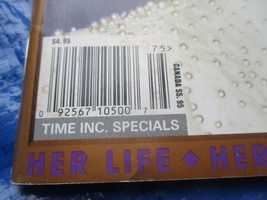 $4.95
75>
CANADA $5.95
0 92567 10500 7
TIME INC. SPECIALS
HER LIFE ◆ HER